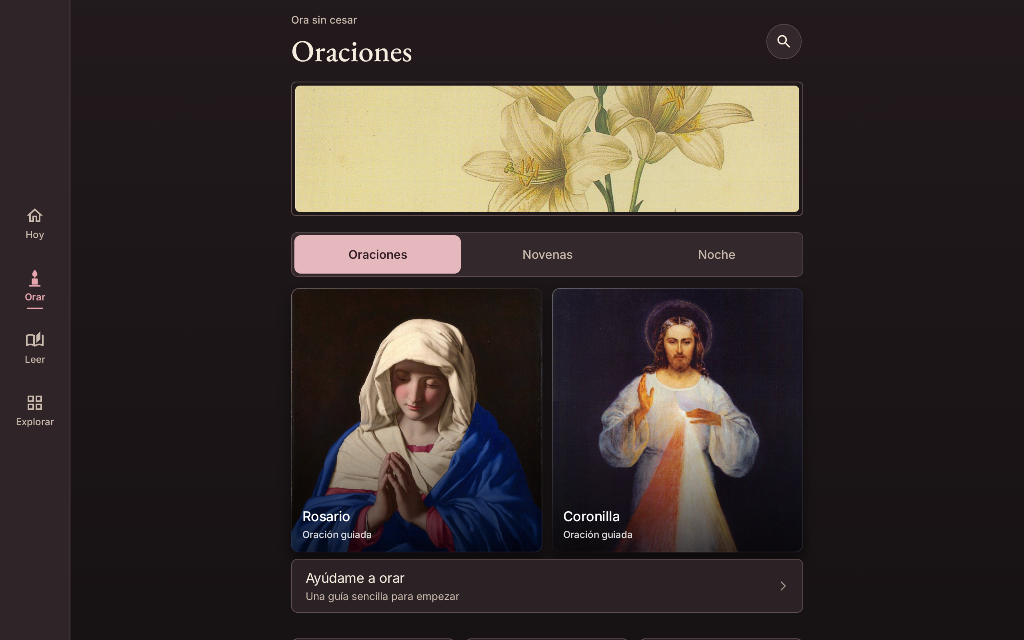 Ora sin cesar
Oraciones
Hoy
Orar
Leer
Explorar
Oraciones
Novenas
Noche
Rosario
Oración guiada
Coronilla
Oración guiada
Ayúdame a orar
Una guía sencilla para empezar